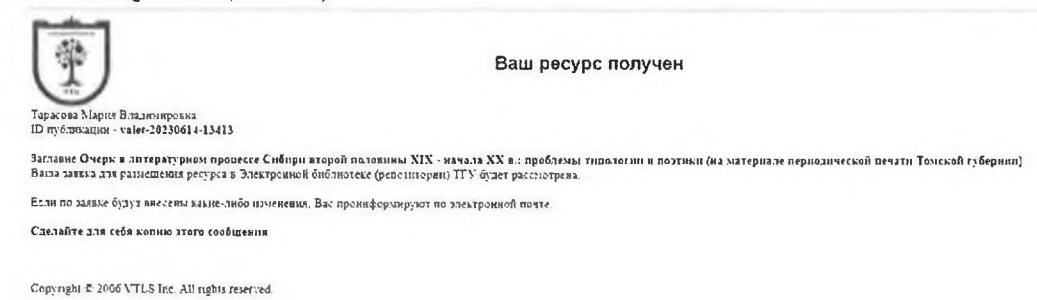 Ваш ресурс получен
Тарасова Мария Владимировна
ID публикации - valet-20230614-13413
Заглавие Очерк в литературном процессе Сибири второй половины XIX - начала XX в.: проблемы типологии и поэтики (на материале периодической печати Томской губернии)
Ваша заявка для размещения ресурса в Электронной библиотеке (репозитории) ТГУ будет рассмотрена.
Если по заявке будут внесены какие-либо изменения, Вас проинформируют по электронной почте.
Сделайте для себя копию этого сообщения
Copyright © 2006 VTLS Inc. All rights reserved.